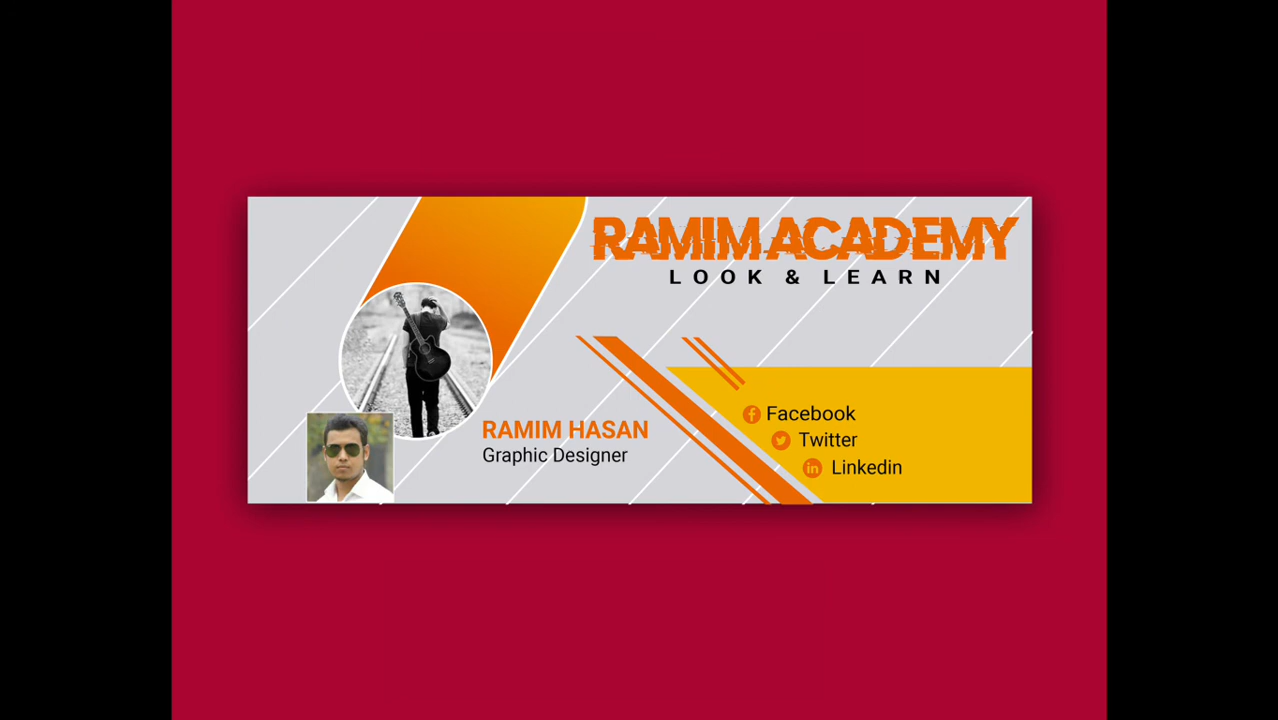 RAMIM ACADEMY
LOOK & LEARN
RAMIM HASAN
Graphic Designer
Facebook
Twitter
Linkedin